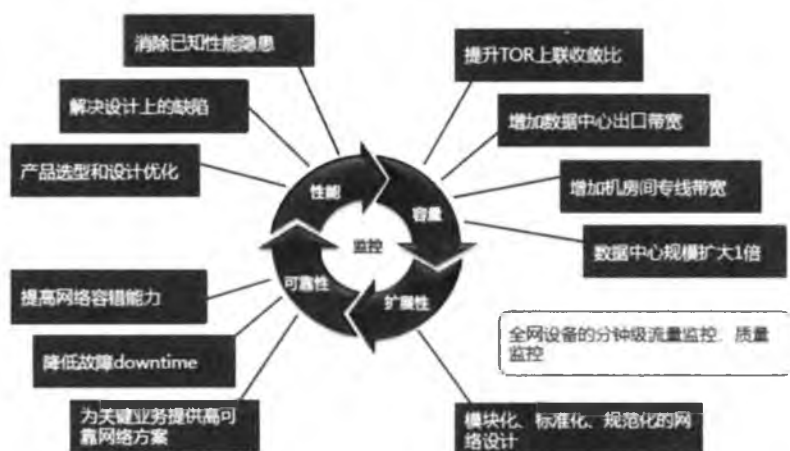 消除已知性能隐患
提升TOR上联收敛比
解决设计上的缺陷
增加数据中心出口带宽
产品选型和设计优化
增加机房间专线带宽
性能
容量
监控
数据中心规模扩大1倍
可靠性
扩展性
提高网络容错能力
全网设备的分钟级流量监控、质量
监控
降低故障downtime
为关键业务提供高可
靠网络方案
模块化、标准化、规范化的网
络设计